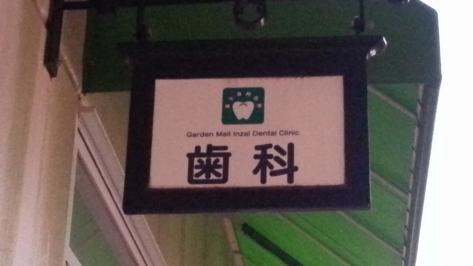 Garden Mall Inzai Dental Clinic
歯科